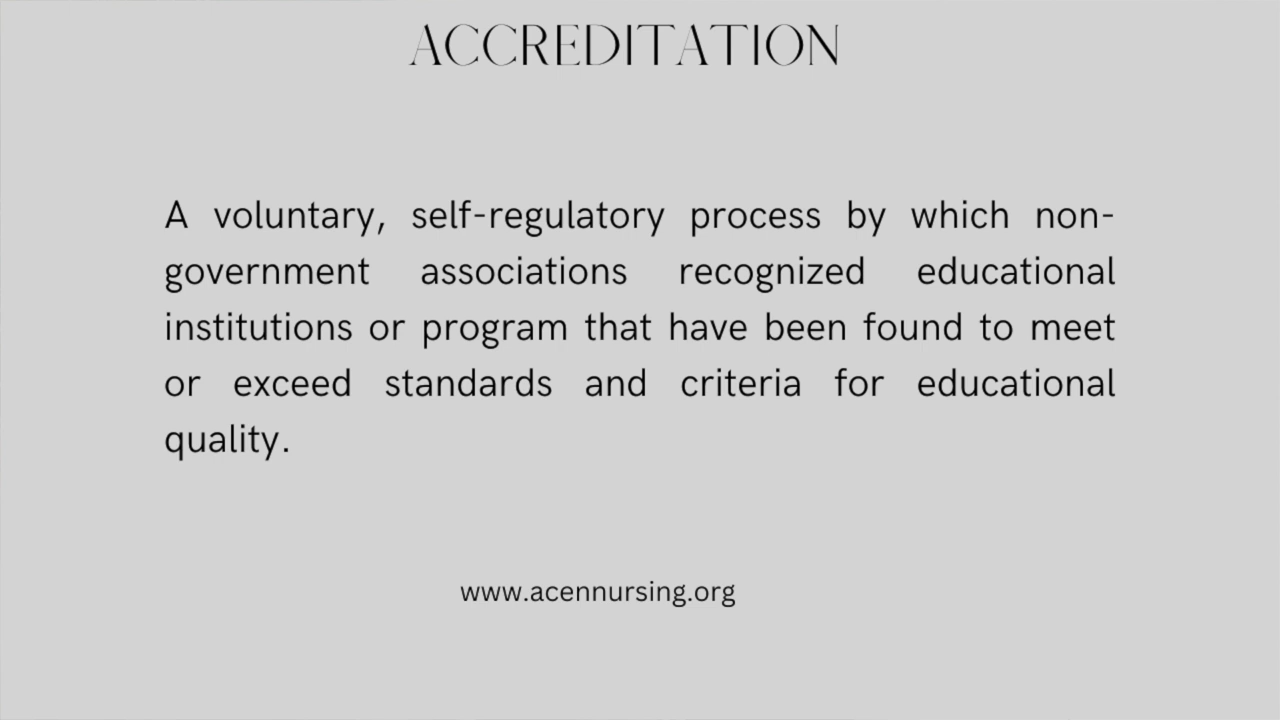 ACCREDITATION
A voluntary, self-regulatory process by which non-
government associations recognized educational
institutions or program that have been found to meet
or exceed standards and criteria for educational
quality.
www.acennursing.org